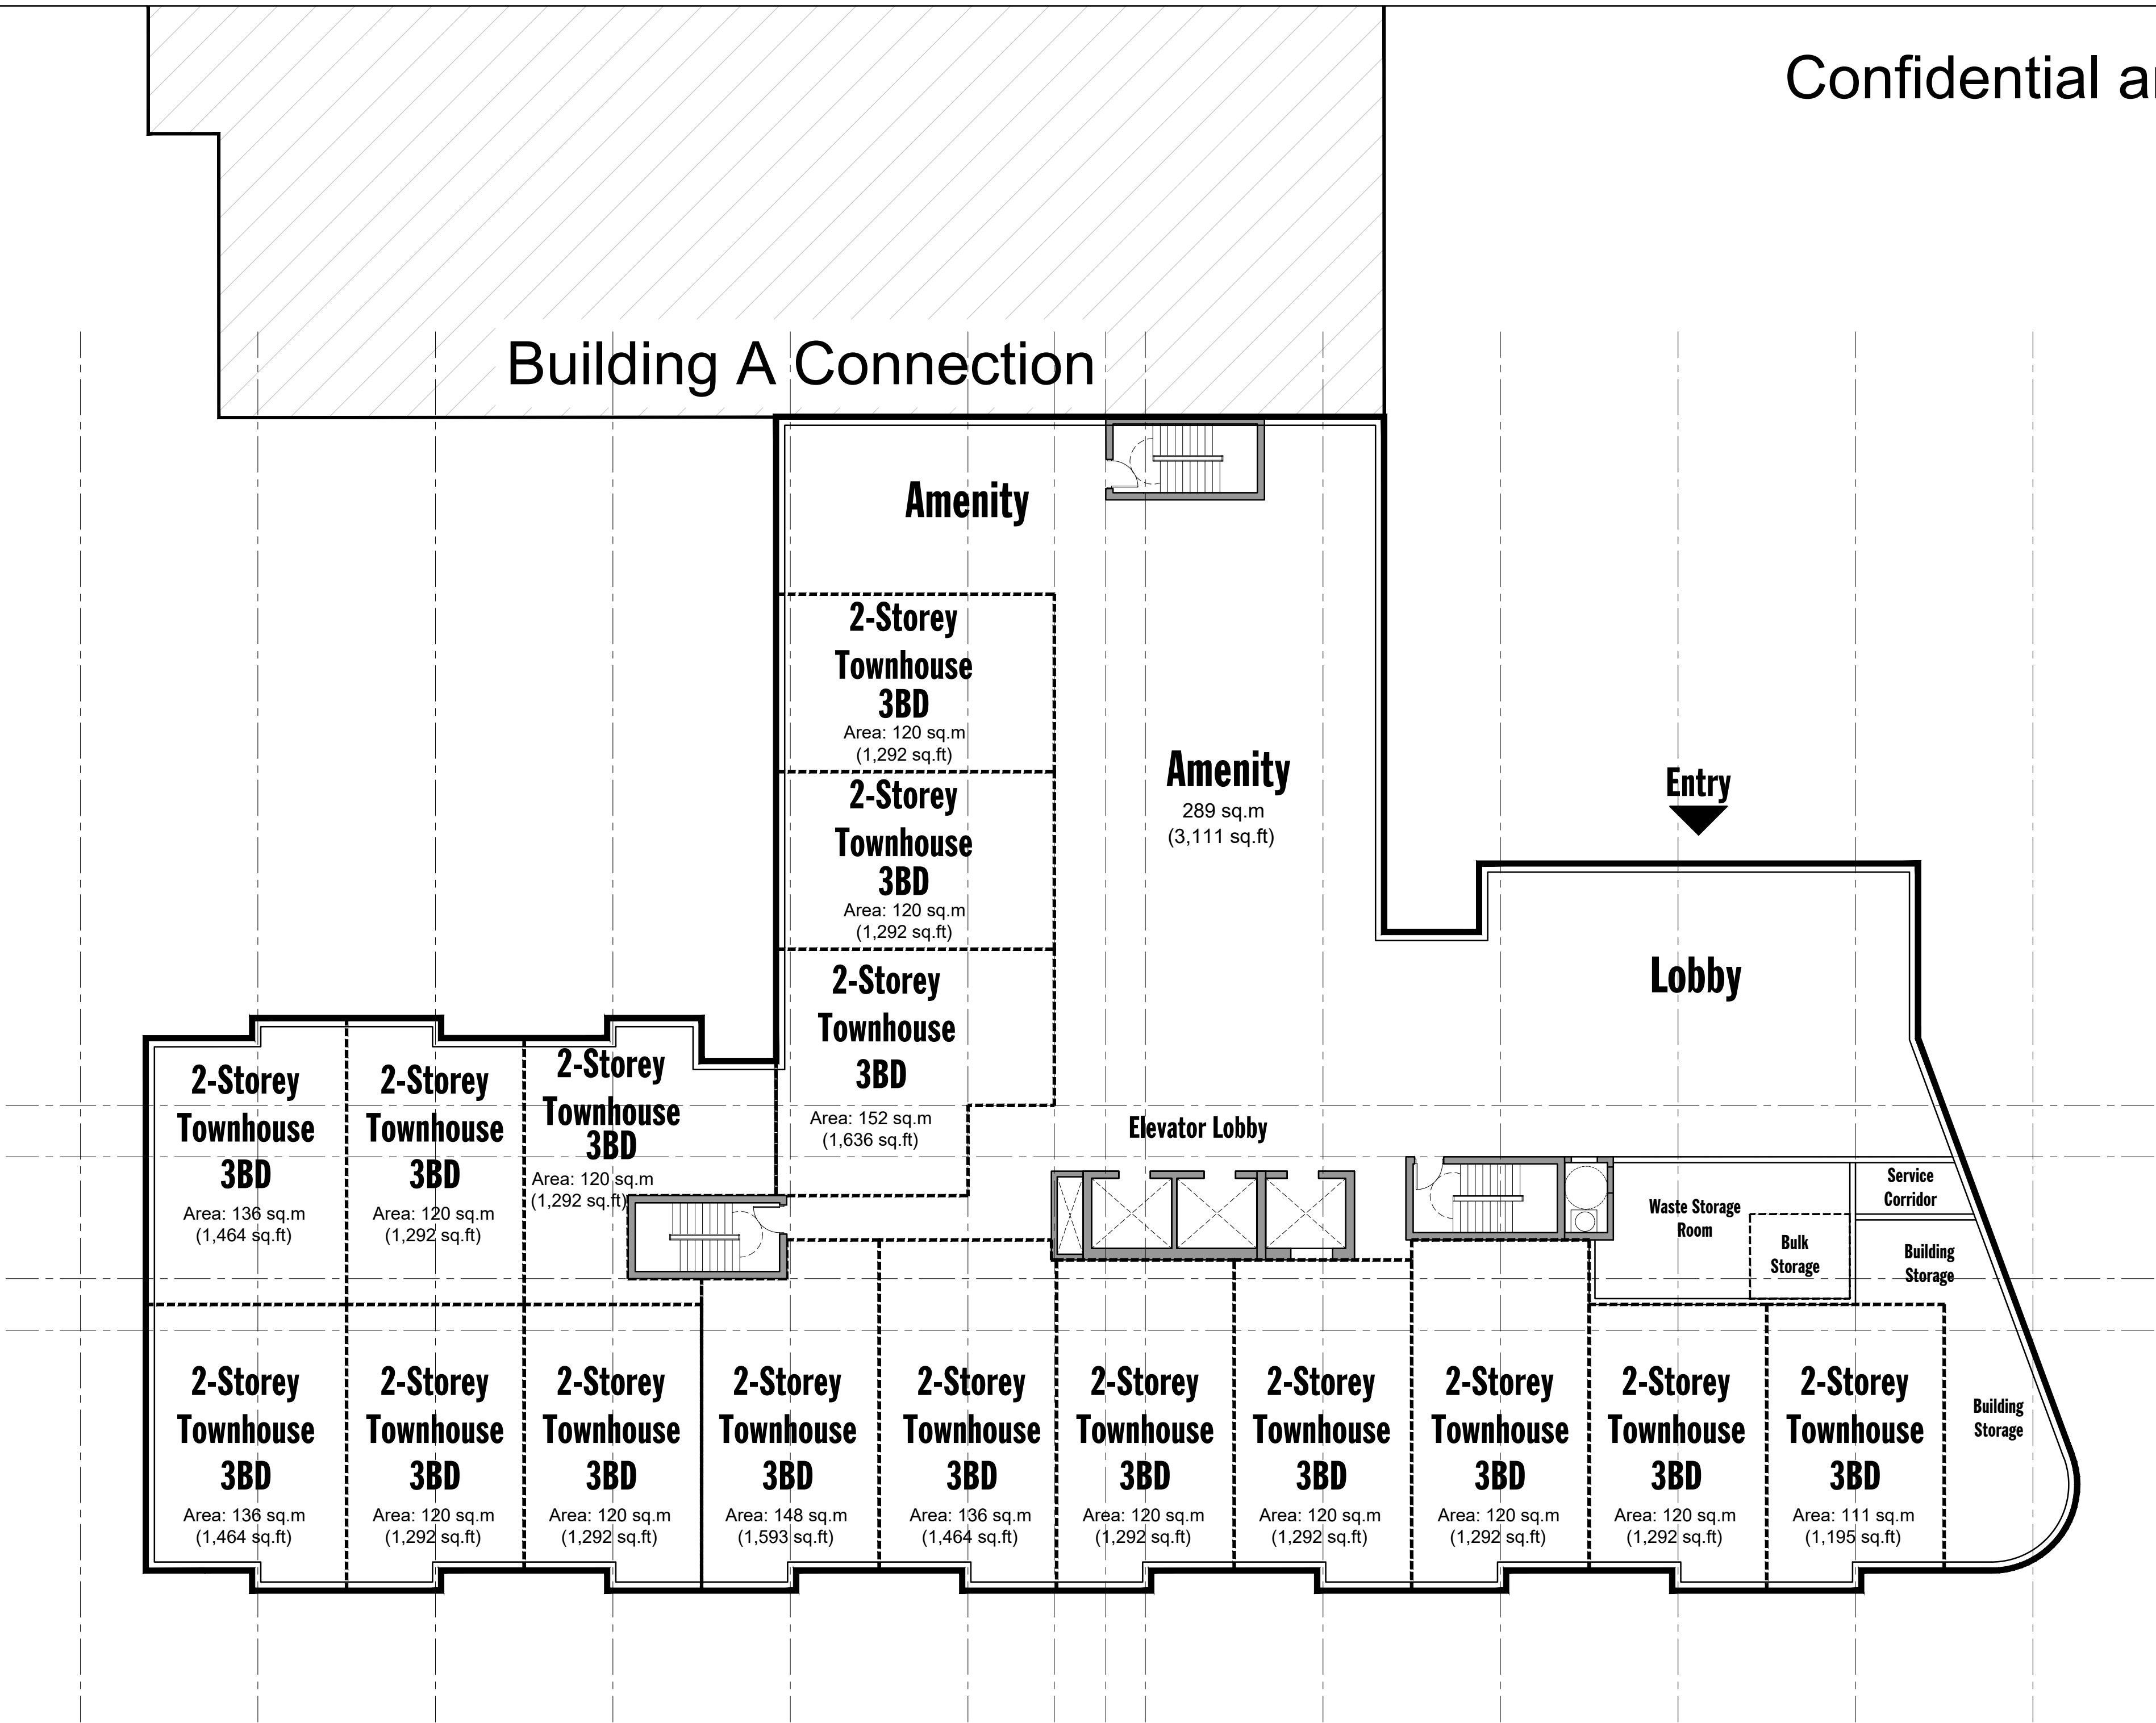 Confidential
Building A Connection
Amenity
2-Storey
Townhouse
3BD
Area: 120 sq.m
(1,292 sq.ft)
2-Storey
Townhouse
3BD
Area: 120 sq.m
(1,292 sq.ft)
Amenity
289 sq.m
(3,111 sq.ft)
Entry
Lobby
2-Storey
Townhouse
3BD
Area: 152 sq.m
(1,636 sq.ft)
2-Storey
Townhouse
3BD
Area: 136 sq.m
(1,464 sq.ft)
2-Storey
Townhouse
3BD
Area: 120 sq.m
(1,292 sq.ft)
2-Storey
Townhouse
3BD
Area: 120 sq.m
(1,292 sq.ft)
Elevator Lobby
Waste Storage
Room
Bulk
Storage
Service
Corridor
Building
Storage
2-Storey
Townhouse
3BD
Area: 136 sq.m
(1,464 sq.ft)
2-Storey
Townhouse
3BD
Area: 120 sq.m
(1,292 sq.ft)
2-Storey
Townhouse
3BD
Area: 120 sq.m
(1,292 sq.ft)
2-Storey
Townhouse
3BD
Area: 148 sq.m
(1,593 sq.ft)
2-Storey
Townhouse
3BD
Area: 136 sq.m
(1,464 sq.ft)
2-Storey
Townhouse
3BD
Area: 120 sq.m
(1,292 sq.ft)
2-Storey
Townhouse
3BD
Area: 120 sq.m
(1,292 sq.ft)
2-Storey
Townhouse
3BD
Area: 120 sq.m
(1,292 sq.ft)
2-Storey
Townhouse
3BD
Area: 120 sq.m
(1,292 sq.ft)
2-Storey
Townhouse
3BD
Area: 111 sq.m
(1,195 sq.ft)
Building
Storage